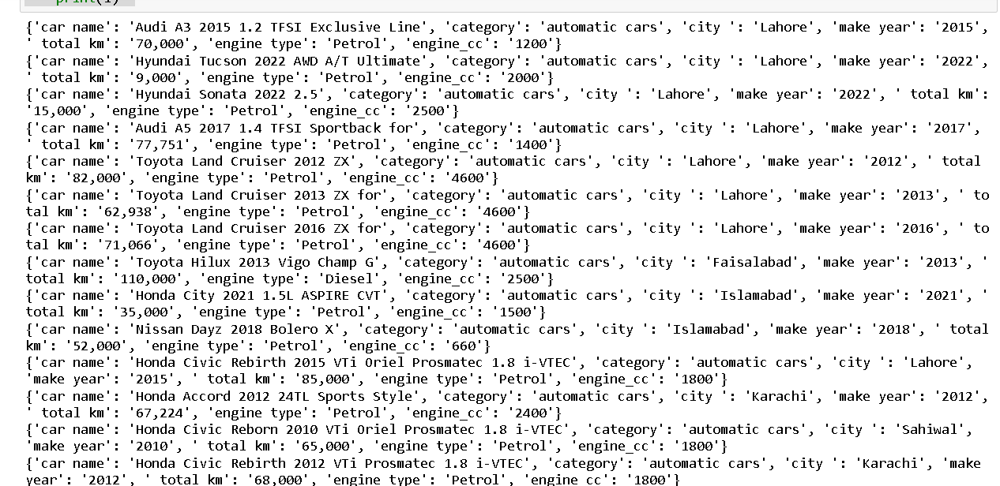 print(i)
{'car name': 'Audi A3 2015 1.2 TFSI Exclusive Line', 'category': 'automatic cars', 'city ': 'Lahore', 'make year': '2015',
' total km': '70,000', 'engine type': 'Petrol', 'engine_cc': '1200'}
{'car name': 'Hyundai Tucson 2022 AWD A/T Ultimate', 'category': 'automatic cars', 'city ': 'Lahore', 'make year': '2022',
' total km': '9,000', 'engine type': 'Petrol', 'engine_cc': '2000'}
{'car name': 'Hyundai Sonata 2022 2.5', 'category': 'automatic cars', 'city ': 'Lahore', 'make year': '2022', ' total km':
'15,000', 'engine type': 'Petrol', 'engine_cc': '2500'}
{'car name': 'Audi A5 2017 1.4 TFSI Sportback for', 'category': 'automatic cars', 'city ': 'Lahore', 'make year': '2017',
' total km': '77,751', 'engine type': 'Petrol', 'engine_cc': '1400'}
{'car name': 'Toyota Land Cruiser 2012 ZX', 'category': 'automatic cars', 'city ': 'Lahore', 'make year': '2012', ' total
km': '82,000', 'engine type': 'Petrol', 'engine_cc': '4600'}
{'car name': 'Toyota Land Cruiser 2013 ZX for', 'category': 'automatic cars', 'city ': 'Lahore', 'make year': '2013', ' to
tal km': '62,938', 'engine type': 'Petrol', 'engine_cc': '4600'}
{'car name': 'Toyota Land Cruiser 2016 ZX for', 'category': 'automatic cars', 'city ': 'Lahore', 'make year': '2016', ' to
tal km': '71,066', 'engine type': 'Petrol', 'engine_cc': '4600'}
{'car name': 'Toyota Hilux 2013 Vigo Champ G', 'category': 'automatic cars', 'city ': 'Faisalabad', 'make year': '2013', '
total km': '110,000', 'engine type': 'Diesel', 'engine_cc': '2500'}
{'car name': 'Honda City 2021 1.5L ASPIRE CVT', 'category': 'automatic cars', 'city ': 'Islamabad', 'make year': '2021', '
total km': '35,000', 'engine type': 'Petrol', 'engine_cc': '1500'}
{'car name': 'Nissan Dayz 2018 Bolero X', 'category': 'automatic cars', 'city ': 'Islamabad', 'make year': '2018', ' total
km': '52,000', 'engine type': 'Petrol', 'engine_cc': '660'}
{'car name': 'Honda Civic Rebirth 2015 VTi Oriel Prosmatec 1.8 i-VTEC', 'category': 'automatic cars', 'city ': 'Lahore',
'make year': '2015', ' total km': '85,000', 'engine type': 'Petrol', 'engine_cc': '1800'}
{'car name': 'Honda Accord 2012 24TL Sports Style', 'category': 'automatic cars', 'city ': 'Karachi', 'make year': '2012',
' total km': '67,224', 'engine type': 'Petrol', 'engine_cc': '2400'}
{'car name': 'Honda Civic Reborn 2010 VTi Oriel Prosmatec 1.8 i-VTEC', 'category': 'automatic cars', 'city ': 'Sahiwal',
'make year': '2010', ' total km': '65,000', 'engine type': 'Petrol', 'engine_cc': '1800'}
{'car name': 'Honda Civic Rebirth 2012 VTi Prosmatec 1.8 i-VTEC', 'category': 'automatic cars', 'city ': 'Karachi', 'make
year': '2012', ' total km': '68,000', 'engine type': 'Petrol', 'engine_cc': '1800'}